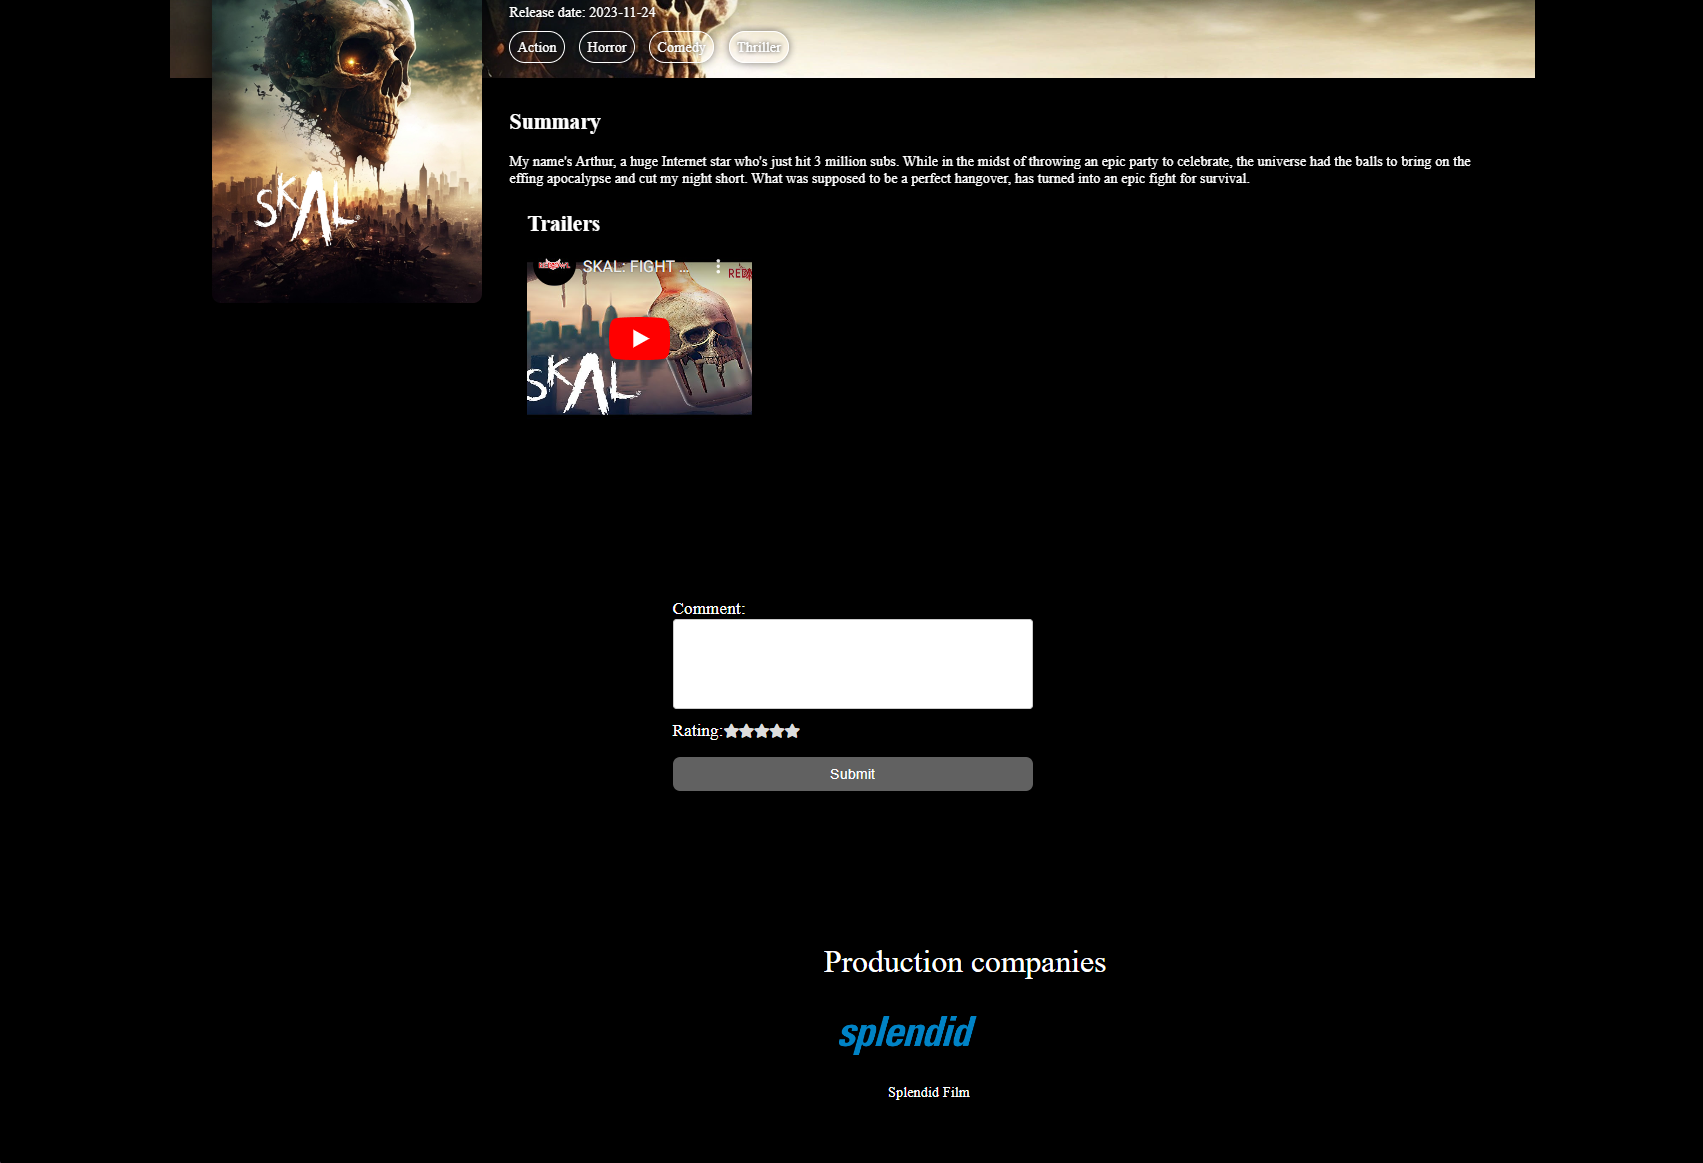 Release date: 2023-11-24
Action Horror Comedy Thriller
SKAL
Summary
My name's Arthur, a huge Internet star who's just hit 3 million subs. While in the midst of throwing an epic party to celebrate, the universe had the balls to bring on the
effing apocalypse and cut my night short. What was supposed to be a perfect hangover, has turned into an epic fight for survival.
Trailers
SKAL: FIGHT ...
RED
SKAL
Comment:
Rating:
Submit
Production companies
splendid
Splendid Film